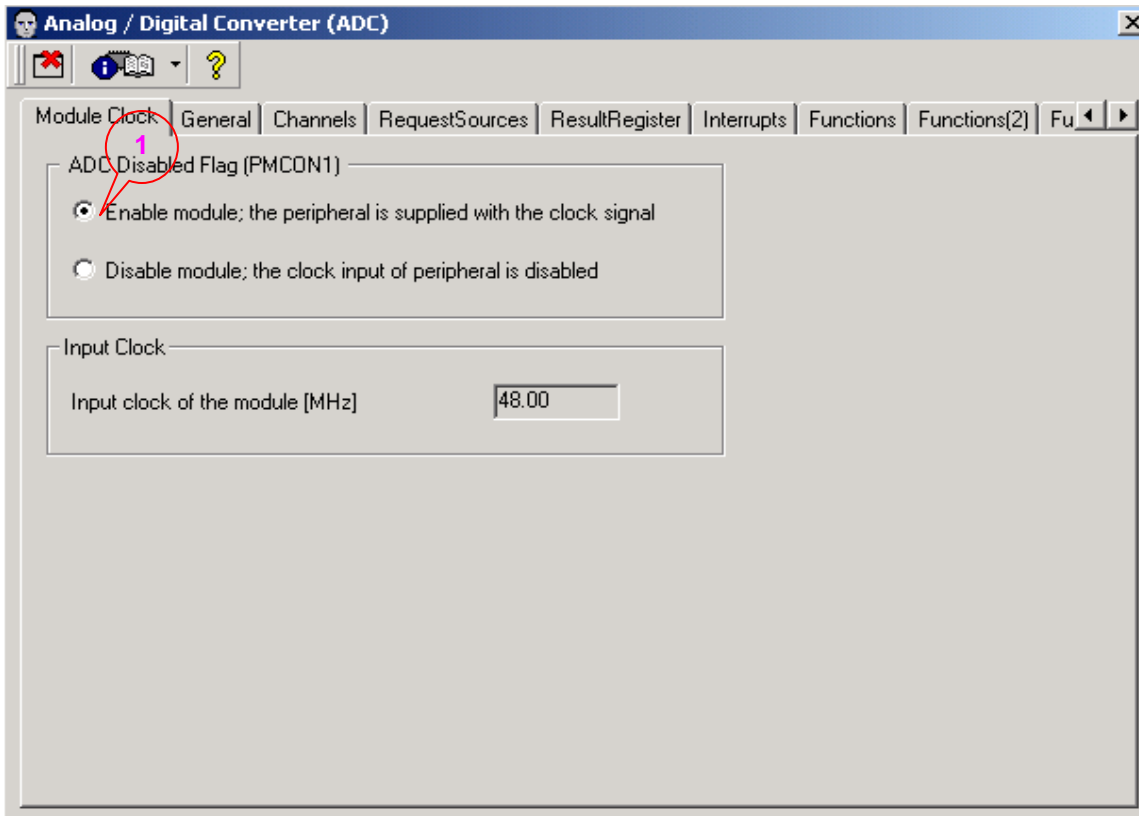 Analog / Digital Converter (ADC)
Module Clock General Channels RequestSources ResultRegister Interrupts Functions Functions(2) Fu
1
ADC Disabled Flag (PMCON1)
Enable module; the peripheral is supplied with the clock signal
Disable module; the clock input of peripheral is disabled
Input Clock
Input clock of the module [MHz] 48.00